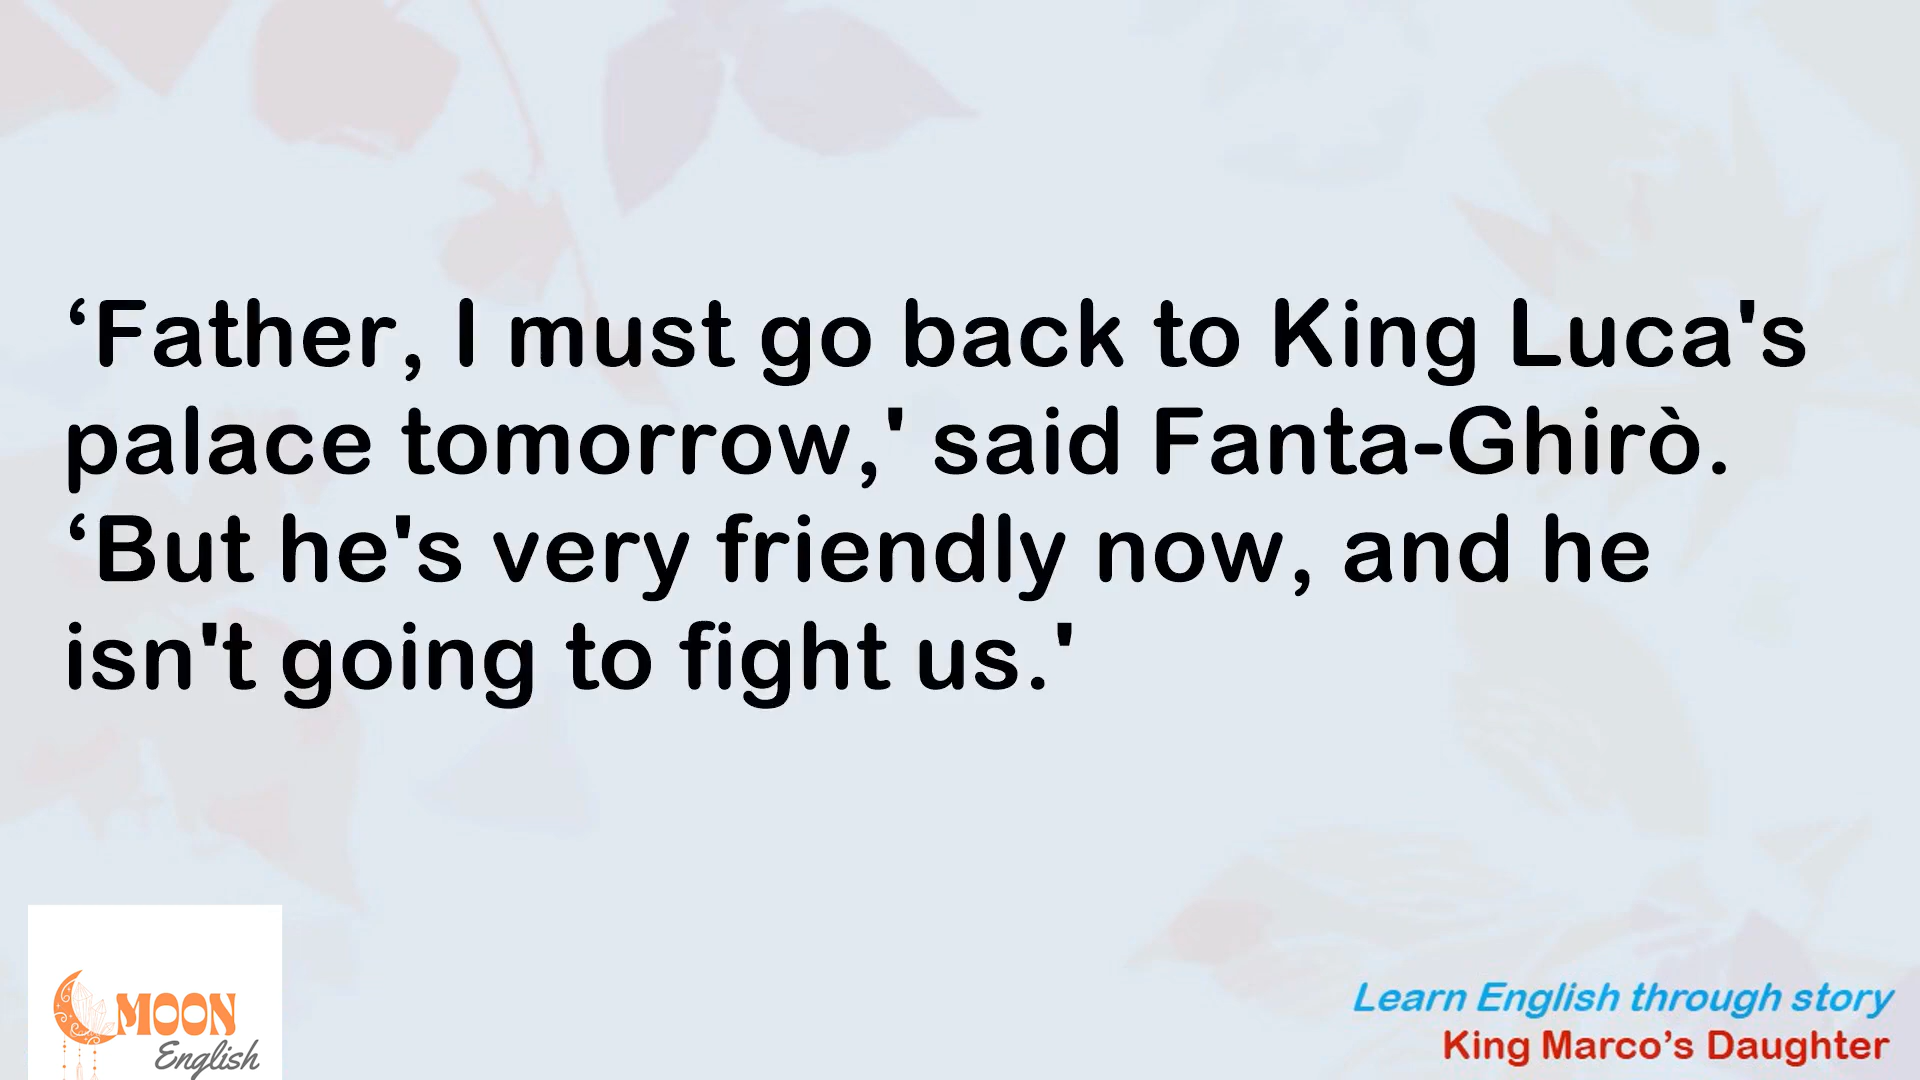 ‘Father, I must go back to King Luca's
palace tomorrow,' said Fanta-Ghirò.
‘But he's very friendly now, and he
isn't going to fight us.'
MOON
English
Learn English through story
King Marco’s Daughter